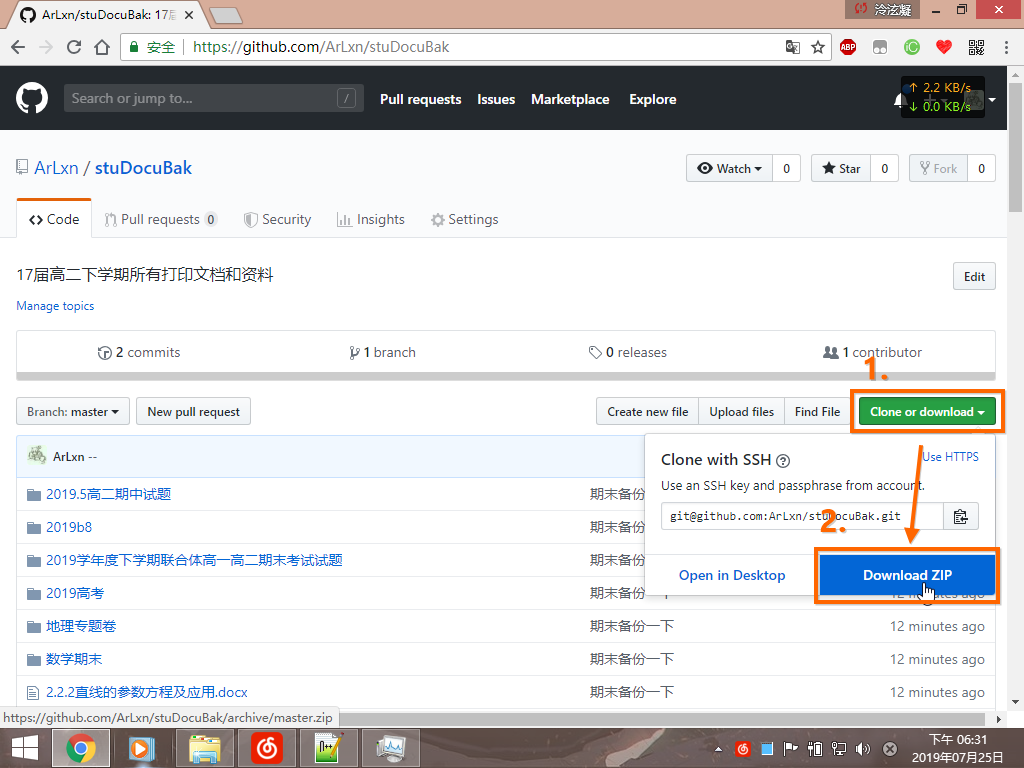 ArLxn/stuDocuBak: 17届
泠泫凝
安全 https://github.com/ArLxn/stuDocuBak
ABP
Search or jump to... /
Pull requests Issues Marketplace Explore
↑ 2.2 KB/s
↓ 0.0 KB/s
ArLxn / stuDocuBak
Watch 0 Star 0 Fork 0
Code Pull requests 0 Security Insights Settings
17届高二下学期所有打印文档和资料
Edit
Manage topics
2 commits 1 branch 0 releases 1 contributor
1.
Branch: master New pull request Create new file Upload files Find File Clone or download
ArLxn --
Clone with SSH ? Use HTTPS
Use an SSH key and passphrase from account.
git@github.com:ArLxn/stuDocuBak.git
2.
Open in Desktop Download ZIP
2019.5高二期中试题 期末备份
2019b8 期末备份
2019学年度下学期联合体高一高二期末考试试题 期末备份
2019高考 期末备份一下 12 minutes ago
地理专题卷 期末备份一下 12 minutes ago
数学期末 期末备份一下 12 minutes ago
2.2.2直线的参数方程及应用.docx 期末备份一下 12 minutes ago
https://github.com/ArLxn/stuDocuBak/archive/master.zip
下午 06:31
2019年07月25日